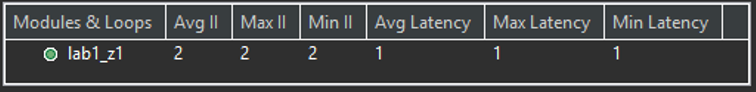 Modules & Loops Avg II Max II Min II Avg Latency Max Latency Min Latency
lab1_z1 2 2 2 1 1 1